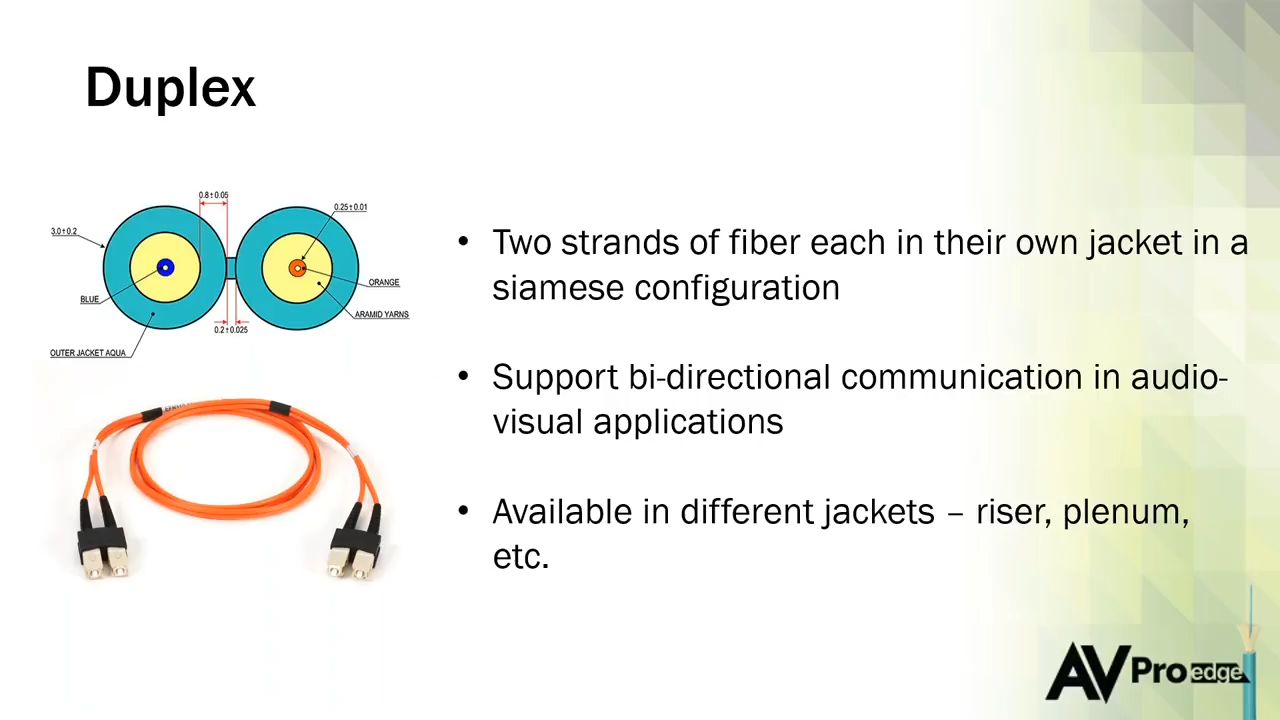 Duplex
0.8±0.05
0.25±0.01
3.0±0.2
ORANGE
BLUE
ARAMID YARNS
0.2±0.025
OUTER JACKET AQUA
• Two strands of fiber each in their own jacket in a
siamese configuration
• Support bi-directional communication in audio-
visual applications
• Available in different jackets – riser, plenum,
etc.
AVPro edge